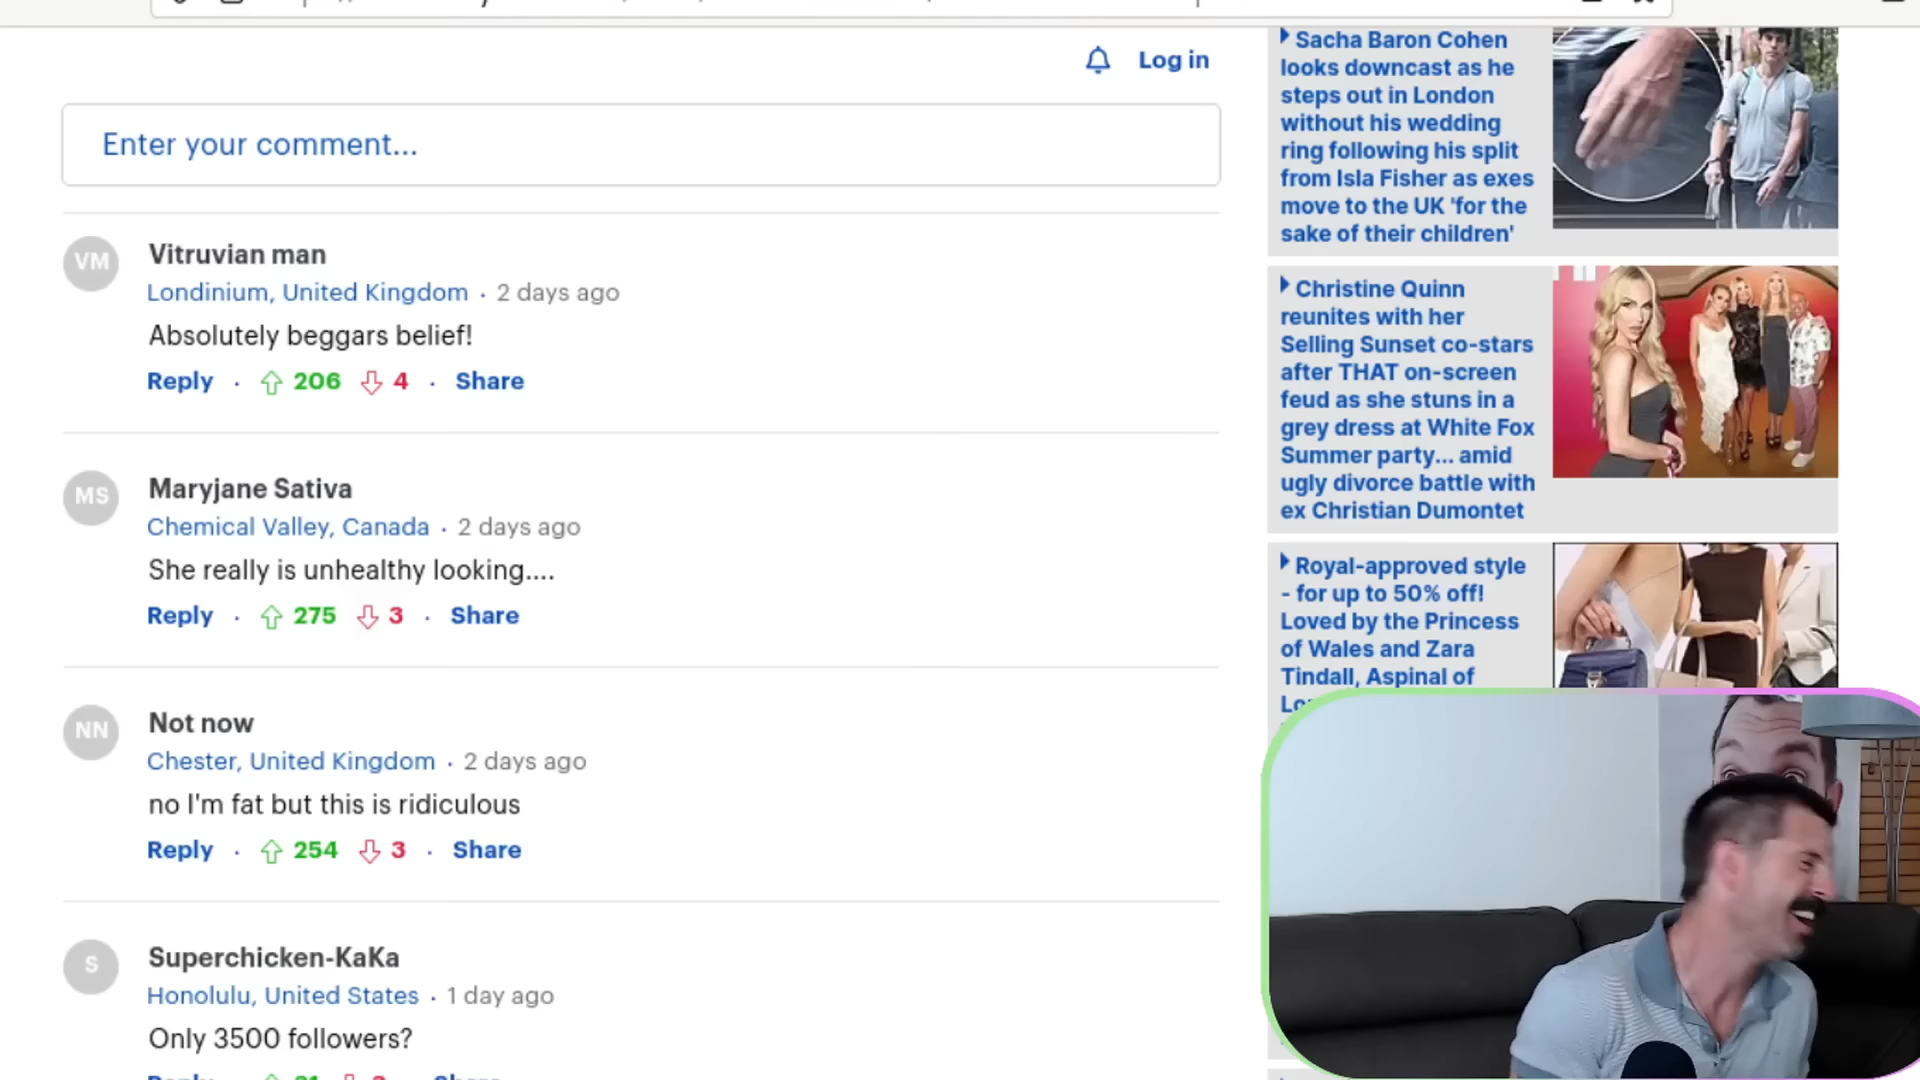 Log in
Enter your comment...
VM
Vitruvian man
Londinium, United Kingdom · 2 days ago
Absolutely beggars belief!
Reply · 206 4 · Share
MS
Maryjane Sativa
Chemical Valley, Canada · 2 days ago
She really is unhealthy looking....
Reply · 275 3 · Share
NN
Not now
Chester, United Kingdom · 2 days ago
no I'm fat but this is ridiculous
Reply · 254 3 · Share
S
Superchicken-KaKa
Honolulu, United States · 1 day ago
Only 3500 followers?
Sacha Baron Cohen
looks downcast as he
steps out in London
without his wedding
ring following his split
from Isla Fisher as exes
move to the UK 'for the
sake of their children'
Christine Quinn
reunites with her
Selling Sunset co-stars
after THAT on-screen
feud as she stuns in a
grey dress at White Fox
Summer party... amid
ugly divorce battle with
ex Christian Dumontet
Royal-approved style
- for up to 50% off!
Loved by the Princess
of Wales and Zara
Tindall, Aspinal of